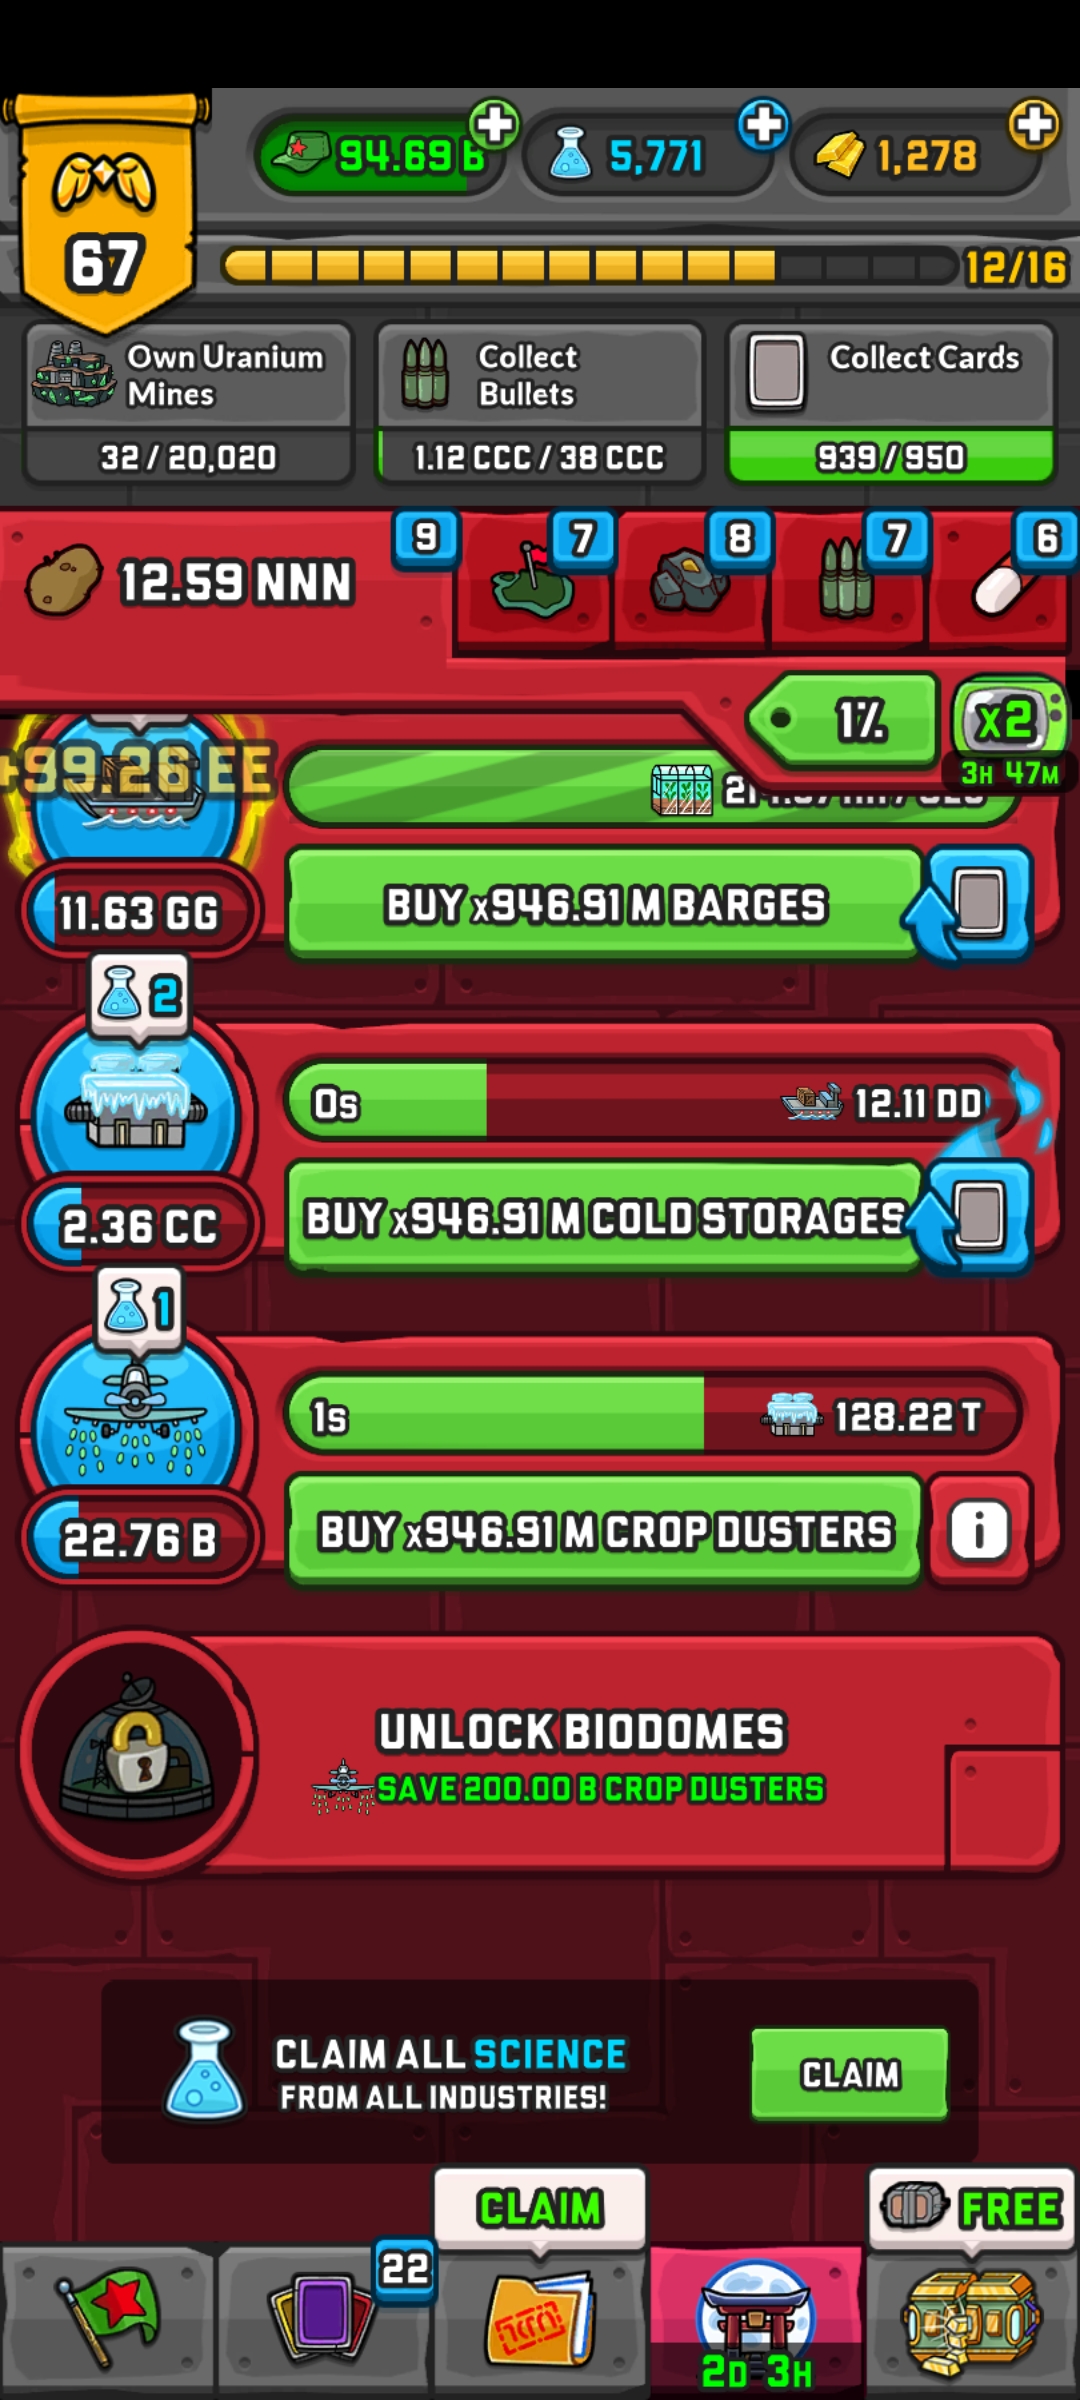 94.69 B
5,771
1,278
67
12/16
Own Uranium
Mines
32 / 20,020
Collect
Bullets
1.12 CCC / 38 CCC
Collect Cards
939 / 950
12.59 NNN
9
7
8
7
6
1%
x2
3H 47M
+99.26 EE
11.63 GG
BUY x946.91 M BARGES
2
0s
12.11 DD
2.36 CC
BUY x946.91 M COLD STORAGES
1
1s
128.22 T
22.76 B
BUY x946.91 M CROP DUSTERS
i
UNLOCK BIODOMES
SAVE 200.00 B CROP DUSTERS
CLAIM ALL SCIENCE
FROM ALL INDUSTRIES!
CLAIM
CLAIM
FREE
22
2D 3H